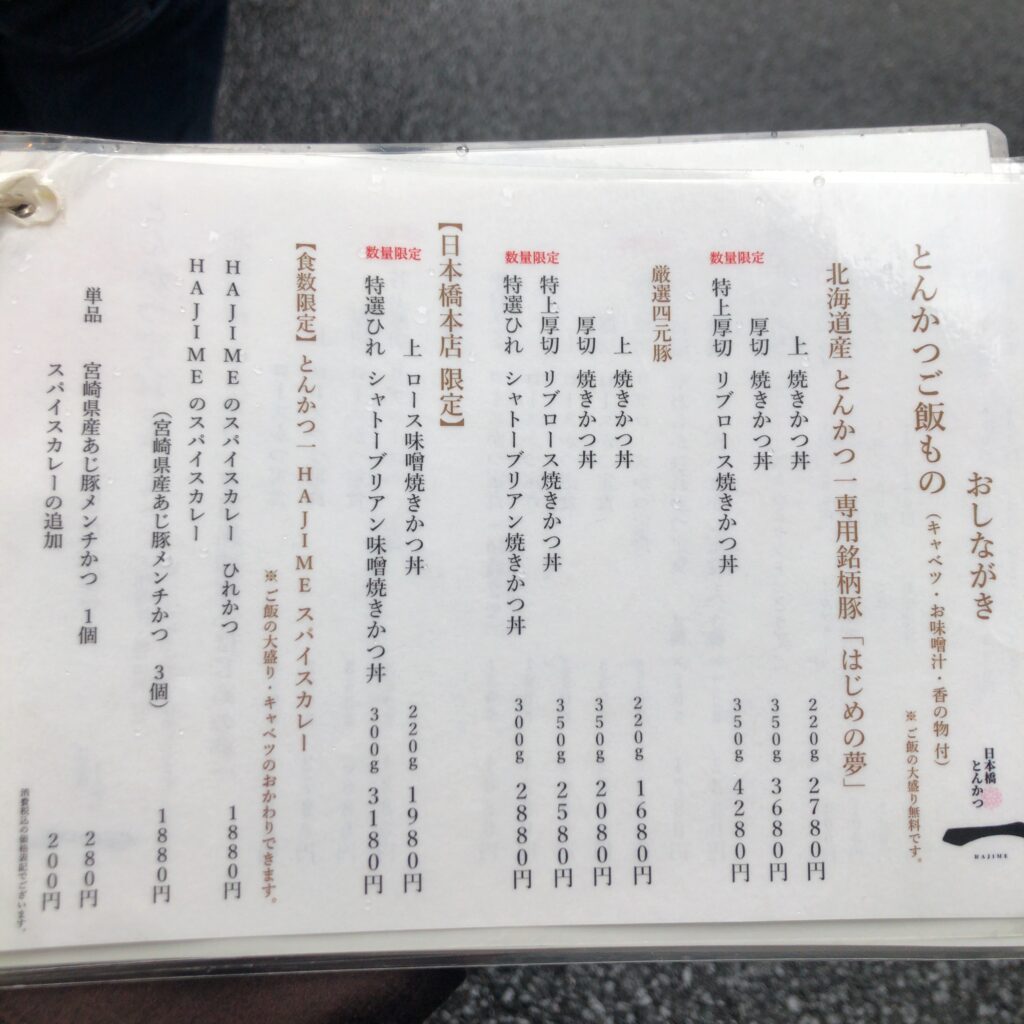 おしながき
日本橋
とんかつ
一
HAJIME
とんかつご飯もの（キャベツ・お味噌汁・香の物 付）
※ご飯の大盛り無料です。
北海道産 とんかつ一専用銘柄豚「はじめの夢」
上 焼きかつ丼 220g 2780円
厚切 焼きかつ丼 350g 3680円
数量限定
特上厚切 リブロース焼きかつ丼 350g 4280円
厳選四元豚
上 焼きかつ丼 220g 1680円
厚切 焼きかつ丼 350g 2080円
特上厚切 リブロース焼きかつ丼 350g 2580円
数量限定
特選ひれ シャトーブリアン焼きかつ丼 300g 2880円
【日本橋本店 限定】
上 ロース味噌焼きかつ丼 220g 1980円
数量限定
特選ひれ シャトーブリアン味噌焼きかつ丼 300g 3180円
【食数限定】とんかつ一 HAJIME スパイスカレー
※ご飯の大盛り・キャベツのおかわりできます。
HAJIMEのスパイスカレー ひれかつ 1880円
HAJIMEのスパイスカレー
（宮崎県産あじ豚メンチかつ 3個） 1880円
単品 宮崎県産あじ豚メンチかつ 1個 280円
スパイスカレーの追加 200円
消費税込の価格表記でございます。